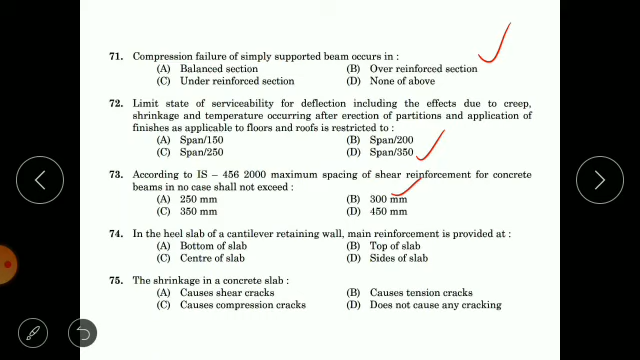 71. Compression failure of simply supported beam occurs in :
(A) Balanced section (B) Over reinforced section
(C) Under reinforced section (D) None of above
72. Limit state of serviceability for deflection including the effects due to creep,
shrinkage and temperature occurring after erection of partitions and application of
finishes as applicable to floors and roofs is restricted to :
(A) Span/150 (B) Span/200
(C) Span/250 (D) Span/350
73. According to IS – 456 2000 maximum spacing of shear reinforcement for concrete
beams in no case shall not exceed :
(A) 250 mm (B) 300 mm
(C) 350 mm (D) 450 mm
74. In the heel slab of a cantilever retaining wall, main reinforcement is provided at :
(A) Bottom of slab (B) Top of slab
(C) Centre of slab (D) Sides of slab
75. The shrinkage in a concrete slab :
(A) Causes shear cracks (B) Causes tension cracks
(C) Causes compression cracks (D) Does not cause any cracking